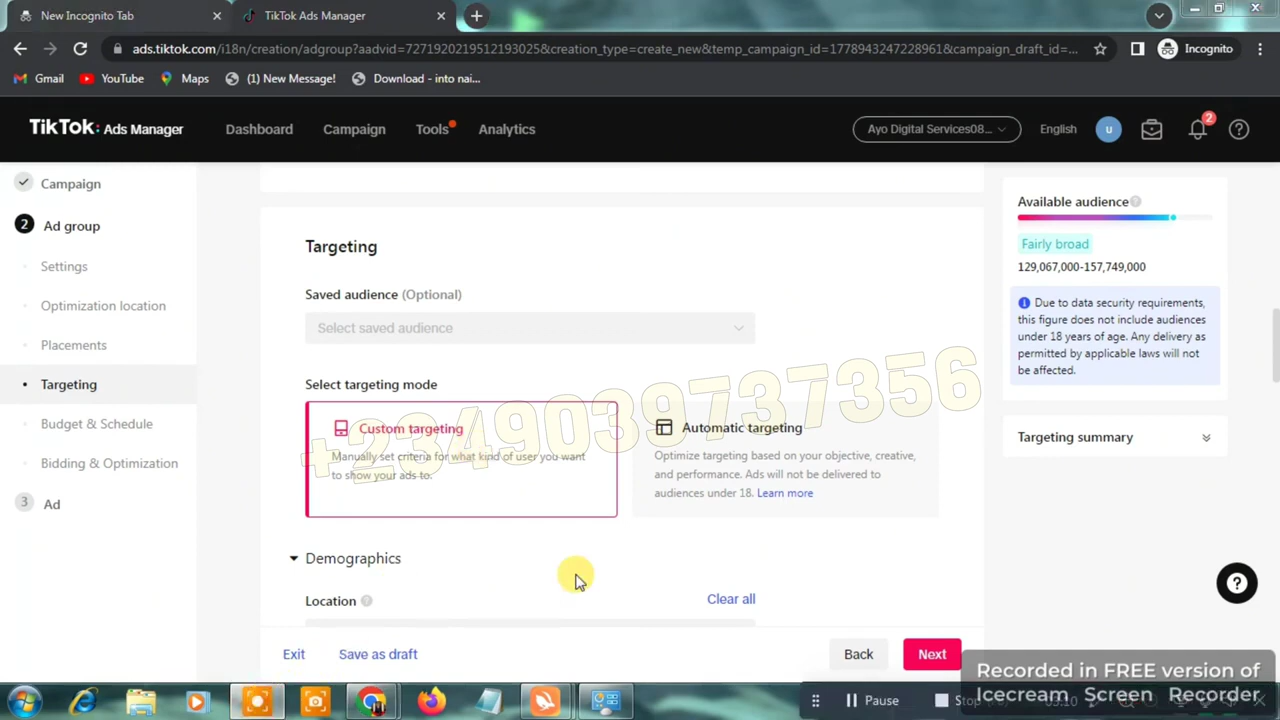 New Incognito Tab
TikTok Ads Manager
ads.tiktok.com/i18n/creation/adgroup?aadvid=7271920219512193025&creation_type=create_new&temp_campaign_id=1778943247228961&campaign_draft_id=...
Incognito
Gmail
YouTube
Maps
(1) New Message!
Download - into nai...
TikTok: Ads Manager
Dashboard
Campaign
Tools
Analytics
Ayo Digital Services08...
English
u
2
Campaign
2 Ad group
Settings
Optimization location
Placements
Targeting
Budget & Schedule
Bidding & Optimization
3 Ad
Targeting
Saved audience (Optional)
Select saved audience
Select targeting mode
Custom targeting
Manually set criteria for what kind of user you want
to show your ads to.
Automatic targeting
Optimize targeting based on your objective, creative,
and performance. Ads will not be delivered to
audiences under 18. Learn more
+2349039737356
Demographics
Location
Clear all
Exit
Save as draft
Back
Next
Available audience
Fairly broad
129,067,000-157,749,000
Due to data security requirements,
this figure does not include audiences
under 18 years of age. Any delivery as
permitted by applicable laws will not
be affected.
Targeting summary
Pause
Recorded in FREE version of
Icecream Screen Recorder